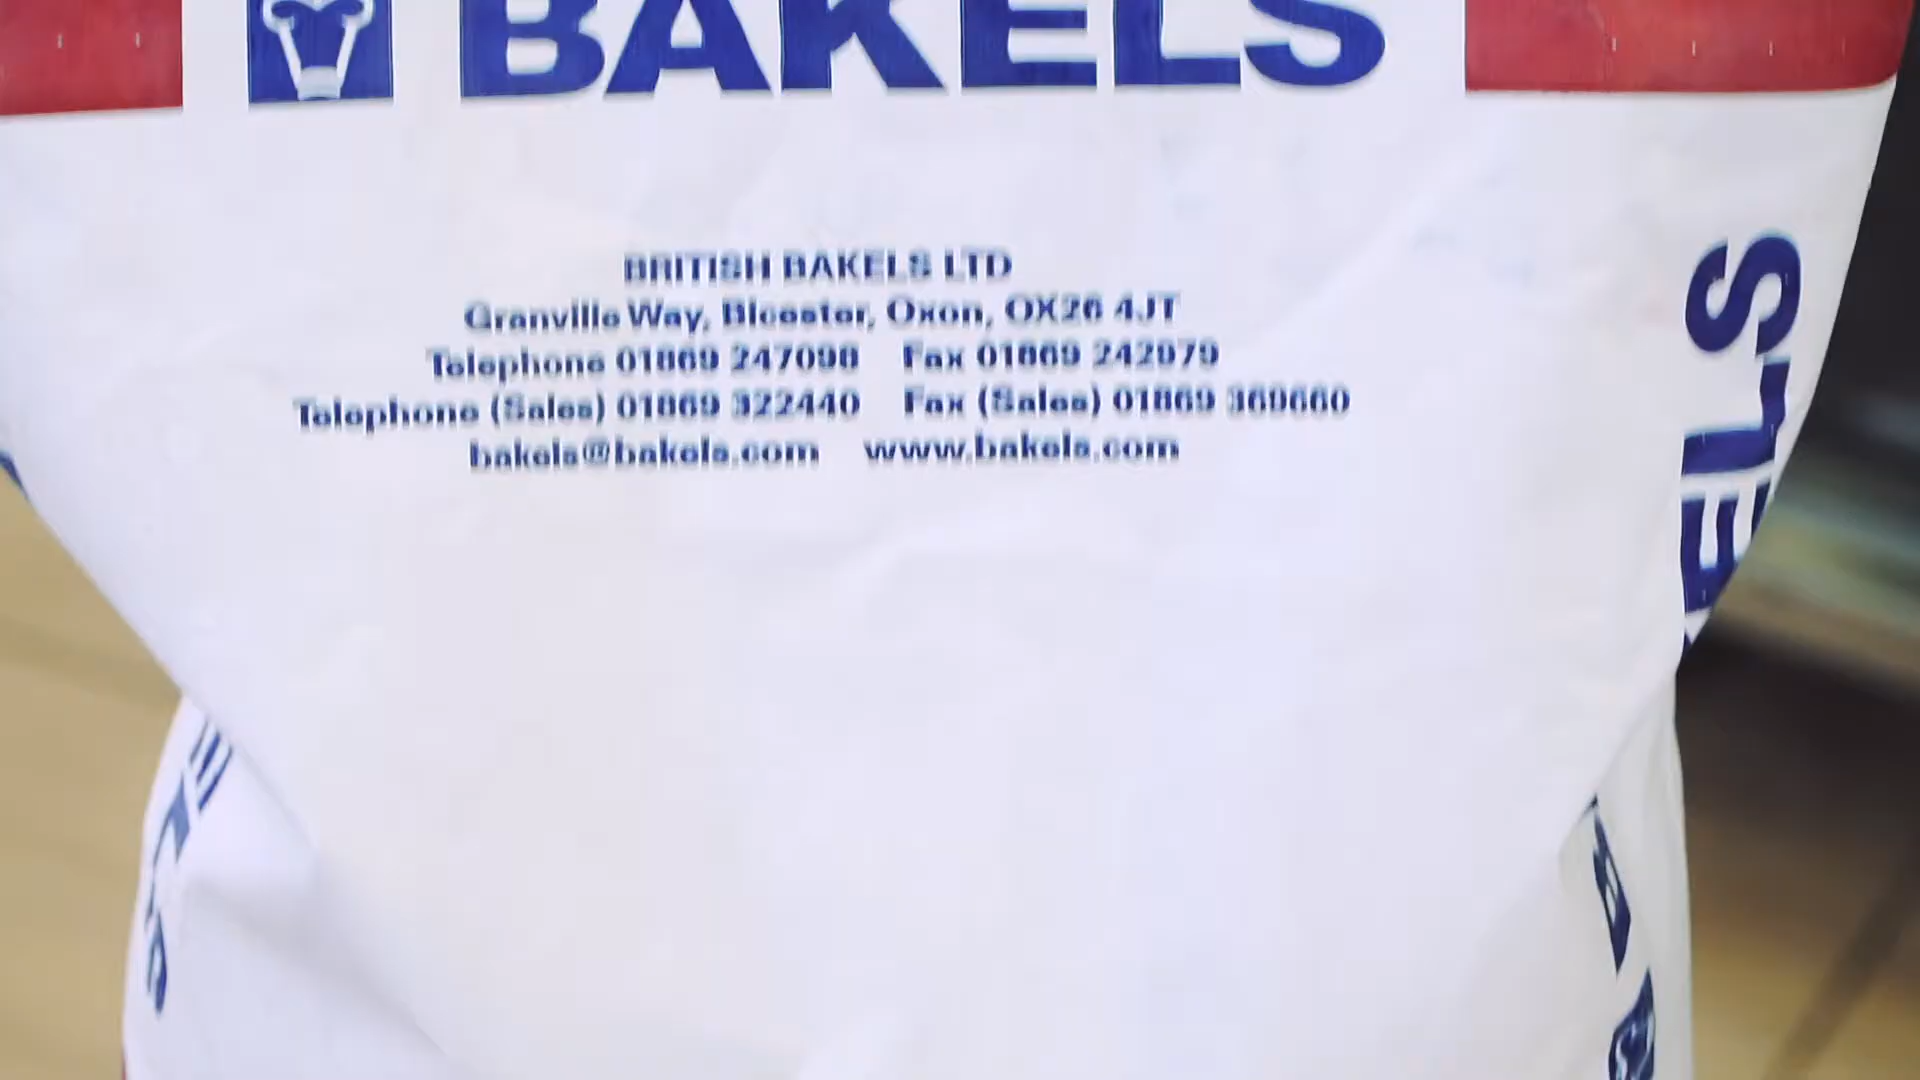 BAKELS
BRITISH BAKELS LTD
Granville Way, Bicester, Oxon, OX26 4JT
Telephone 01869 247098 Fax 01869 242979
Telephone (Sales) 01869 322440 Fax (Sales) 01869 369660
bakels@bakels.com www.bakels.com
ELS